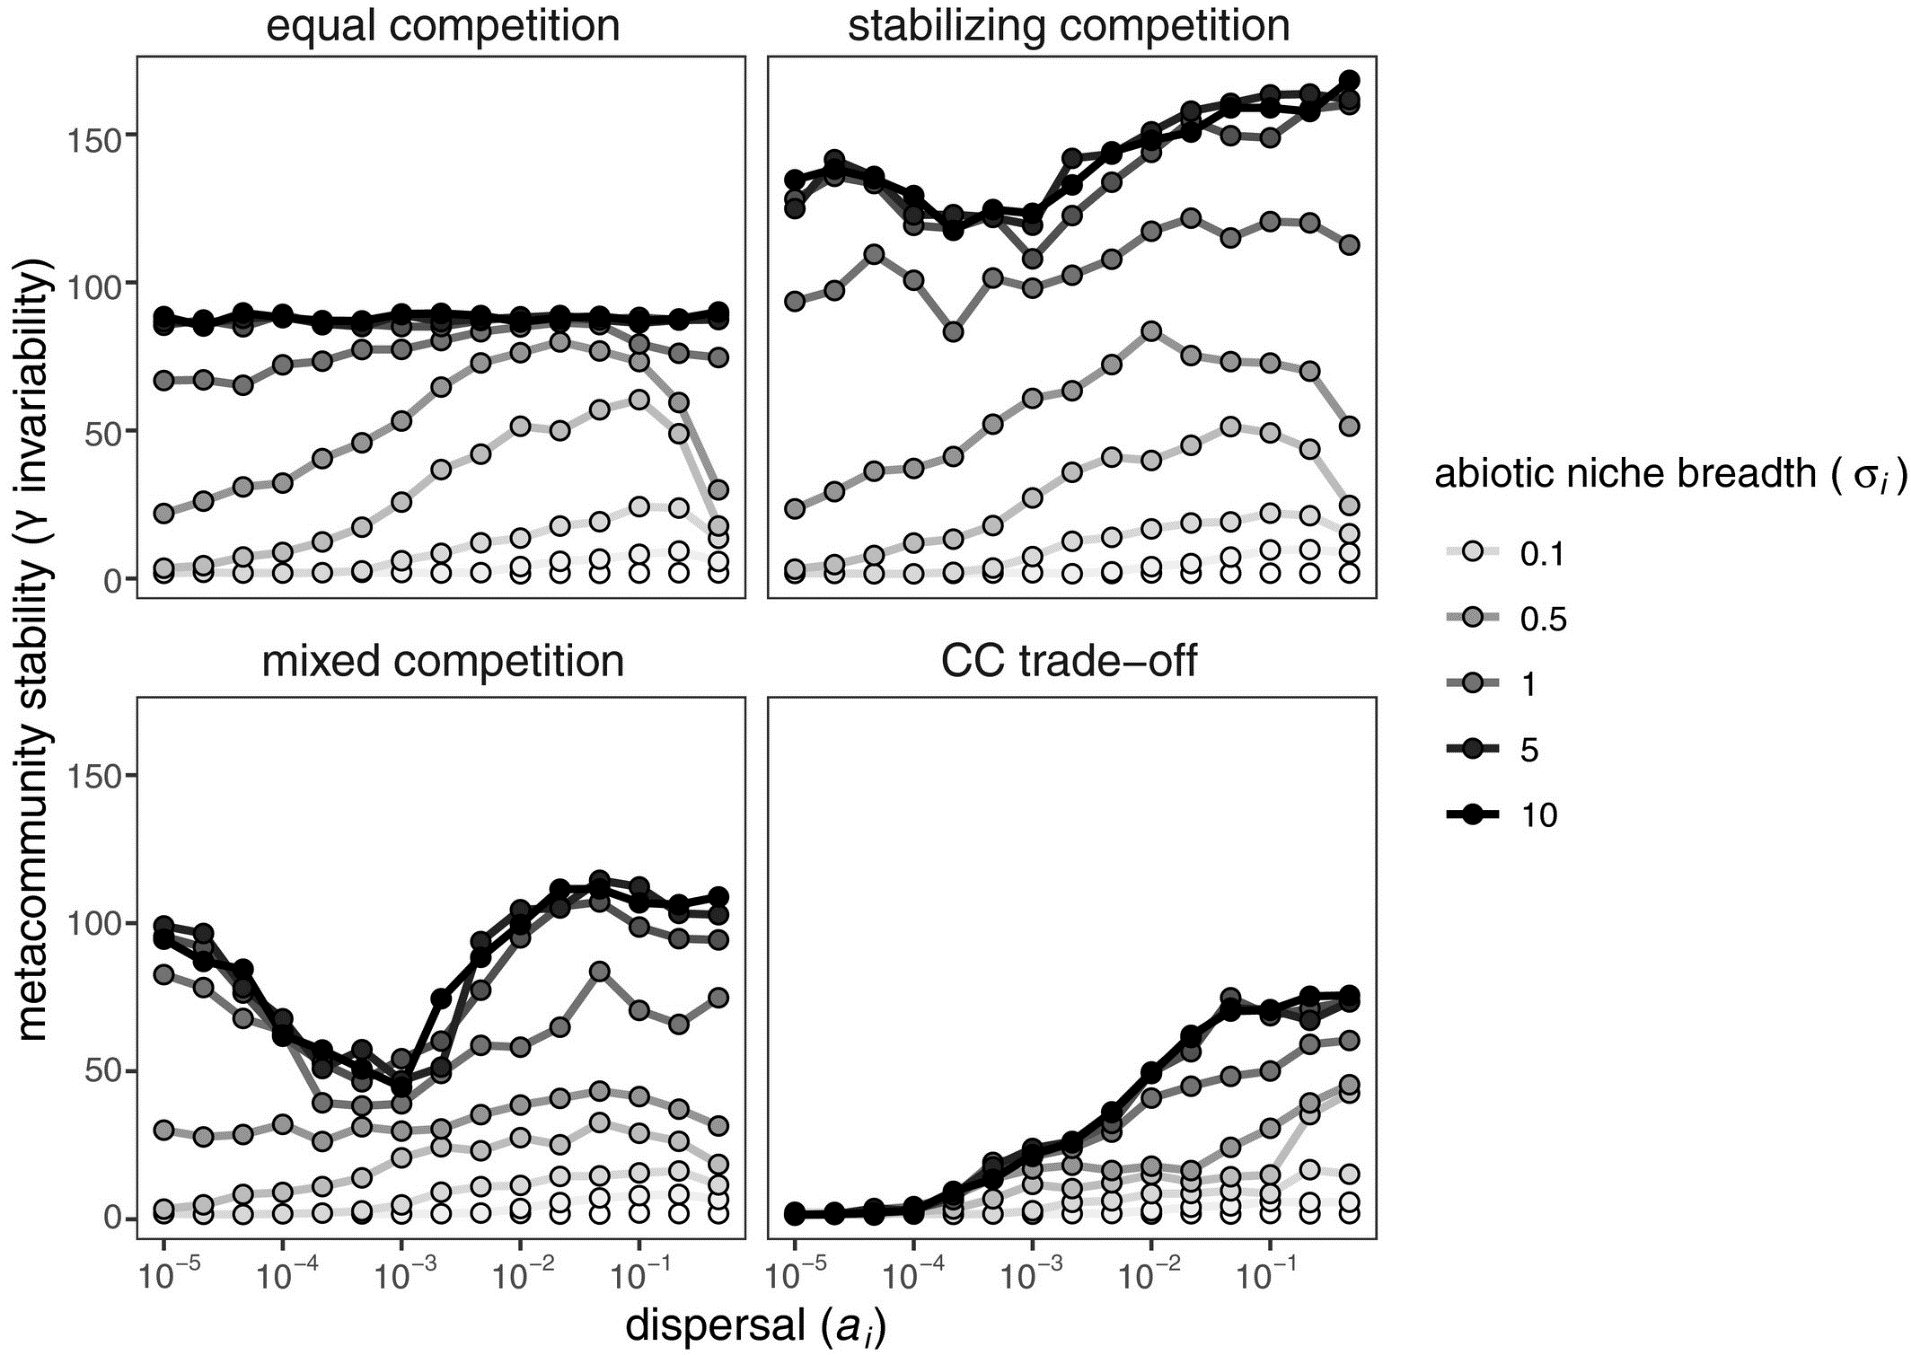 equal competition
stabilizing competition
150
100
50
0
metacommunity stability (γ invariability)
mixed competition
CC trade−off
150
100
50
0
10⁻⁵ 10⁻⁴ 10⁻³ 10⁻² 10⁻¹
10⁻⁵ 10⁻⁴ 10⁻³ 10⁻² 10⁻¹
dispersal (aᵢ)
abiotic niche breadth ( σᵢ)
0.1
0.5
1
5
10